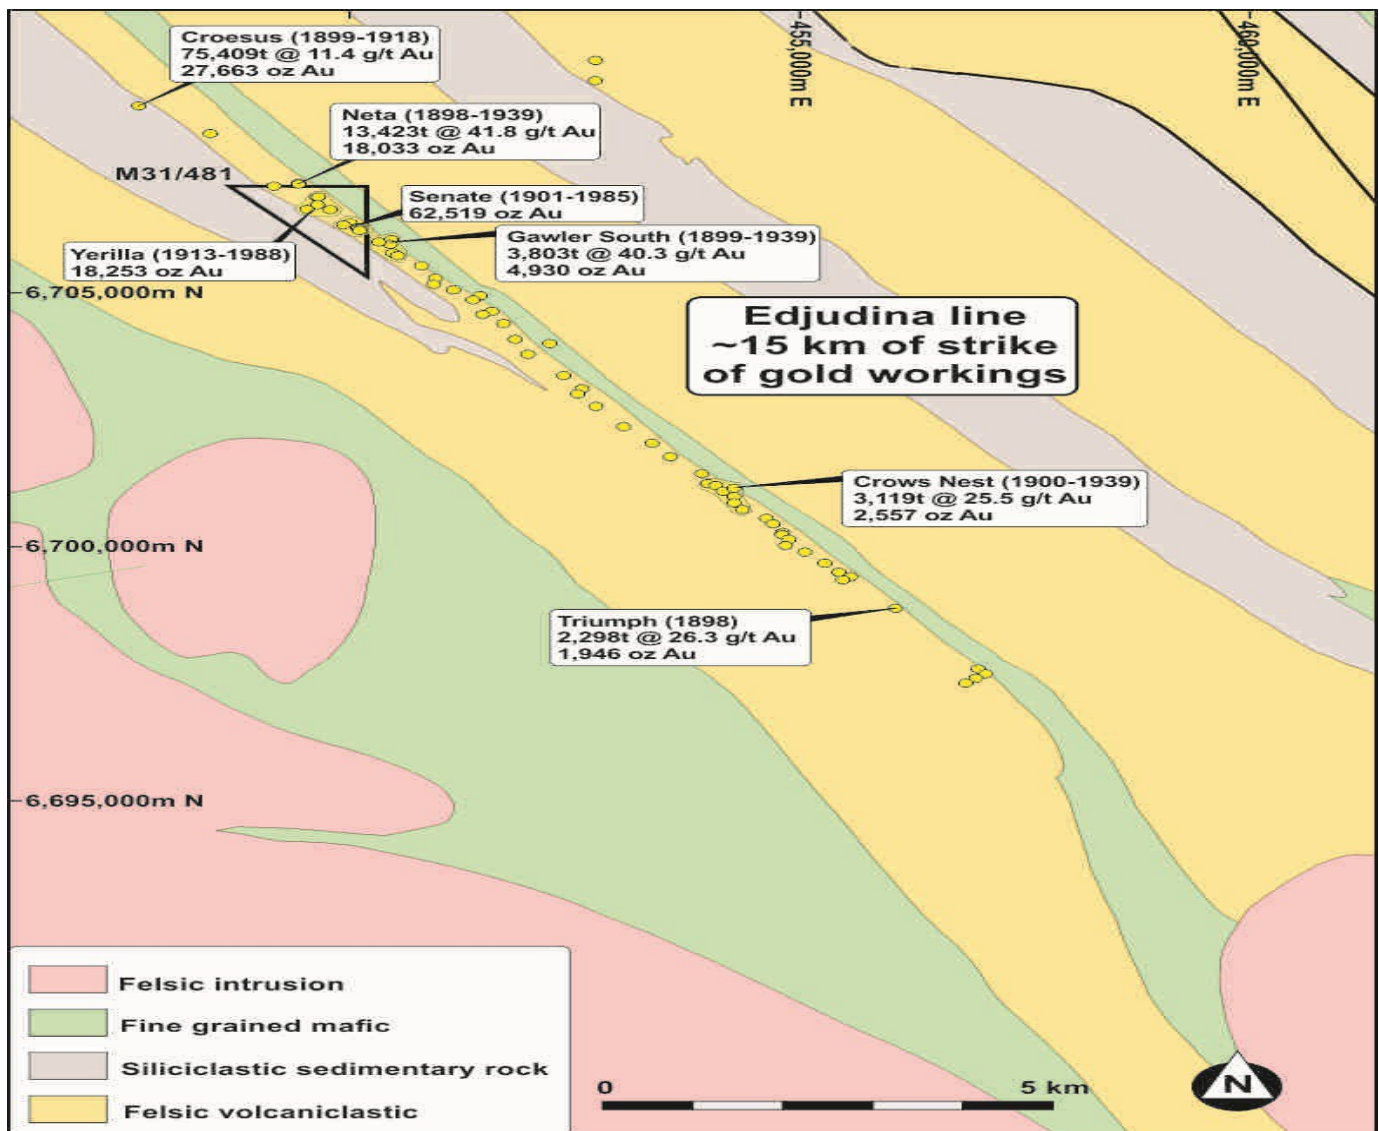 Croesus (1899-1918)
75,409t @ 11.4 g/t Au
27,663 oz Au
455,000m E
460,000m E
Neta (1898-1939)
13,423t @ 41.8 g/t Au
18,033 oz Au
M31/481
Senate (1901-1985)
62,519 oz Au
Gawler South (1899-1939)
3,803t @ 40.3 g/t Au
4,930 oz Au
Yerilla (1913-1988)
18,253 oz Au
6,705,000m N
Edjudina line
~15 km of strike
of gold workings
Crows Nest (1900-1939)
3,119t @ 25.5 g/t Au
2,557 oz Au
6,700,000m N
Triumph (1898)
2,298t @ 26.3 g/t Au
1,946 oz Au
6,695,000m N
Felsic intrusion
Fine grained mafic
Siliciclastic sedimentary rock
Felsic volcaniclastic
0 5 km
N